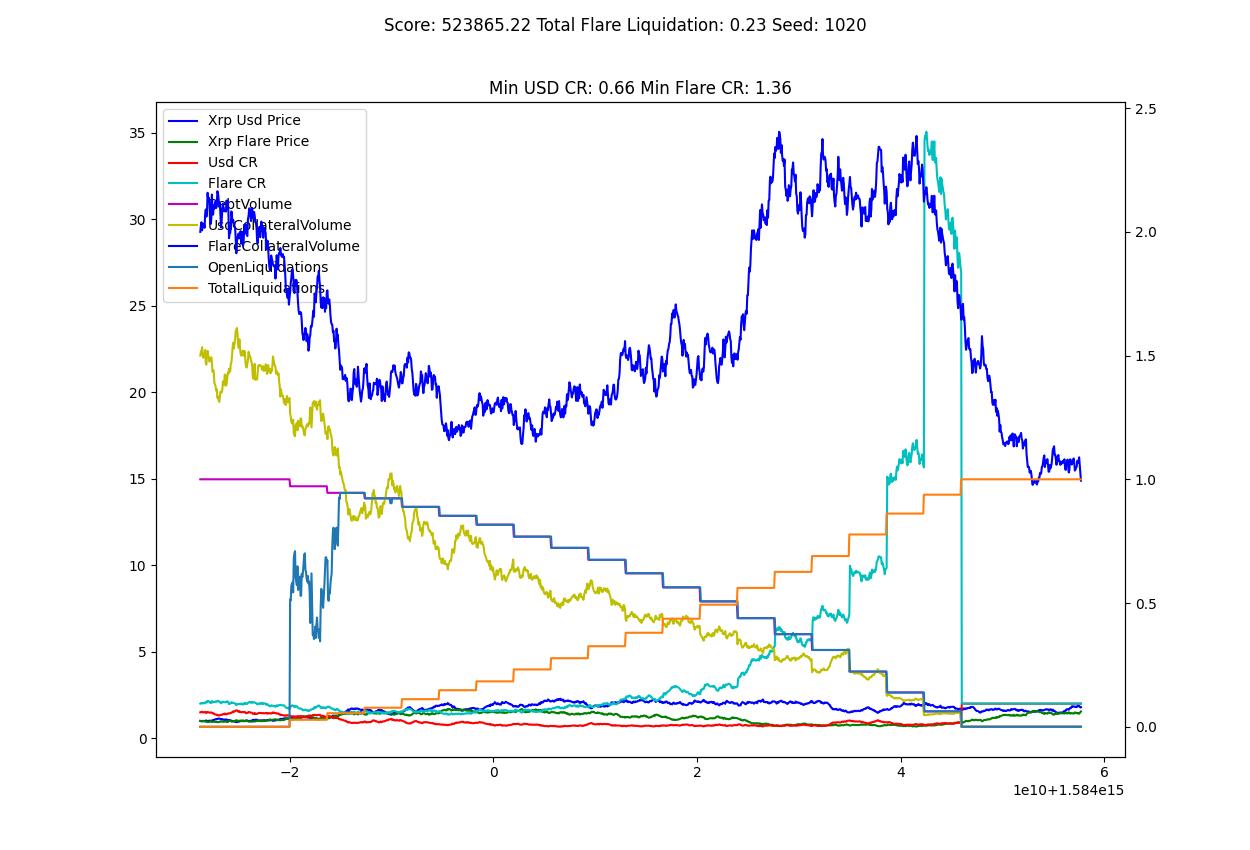 Score: 523865.22 Total Flare Liquidation: 0.23 Seed: 1020
Min USD CR: 0.66 Min Flare CR: 1.36
Xrp Usd Price
Xrp Flare Price
Usd CR
Flare CR
DebtVolume
UsdCollateralVolume
FlareCollateralVolume
OpenLiquidations
TotalLiquidations
35
30
25
20
15
10
5
0
2.5
2.0
1.5
1.0
0.5
0.0
−2
0
2
4
6
1e10+1.584e15